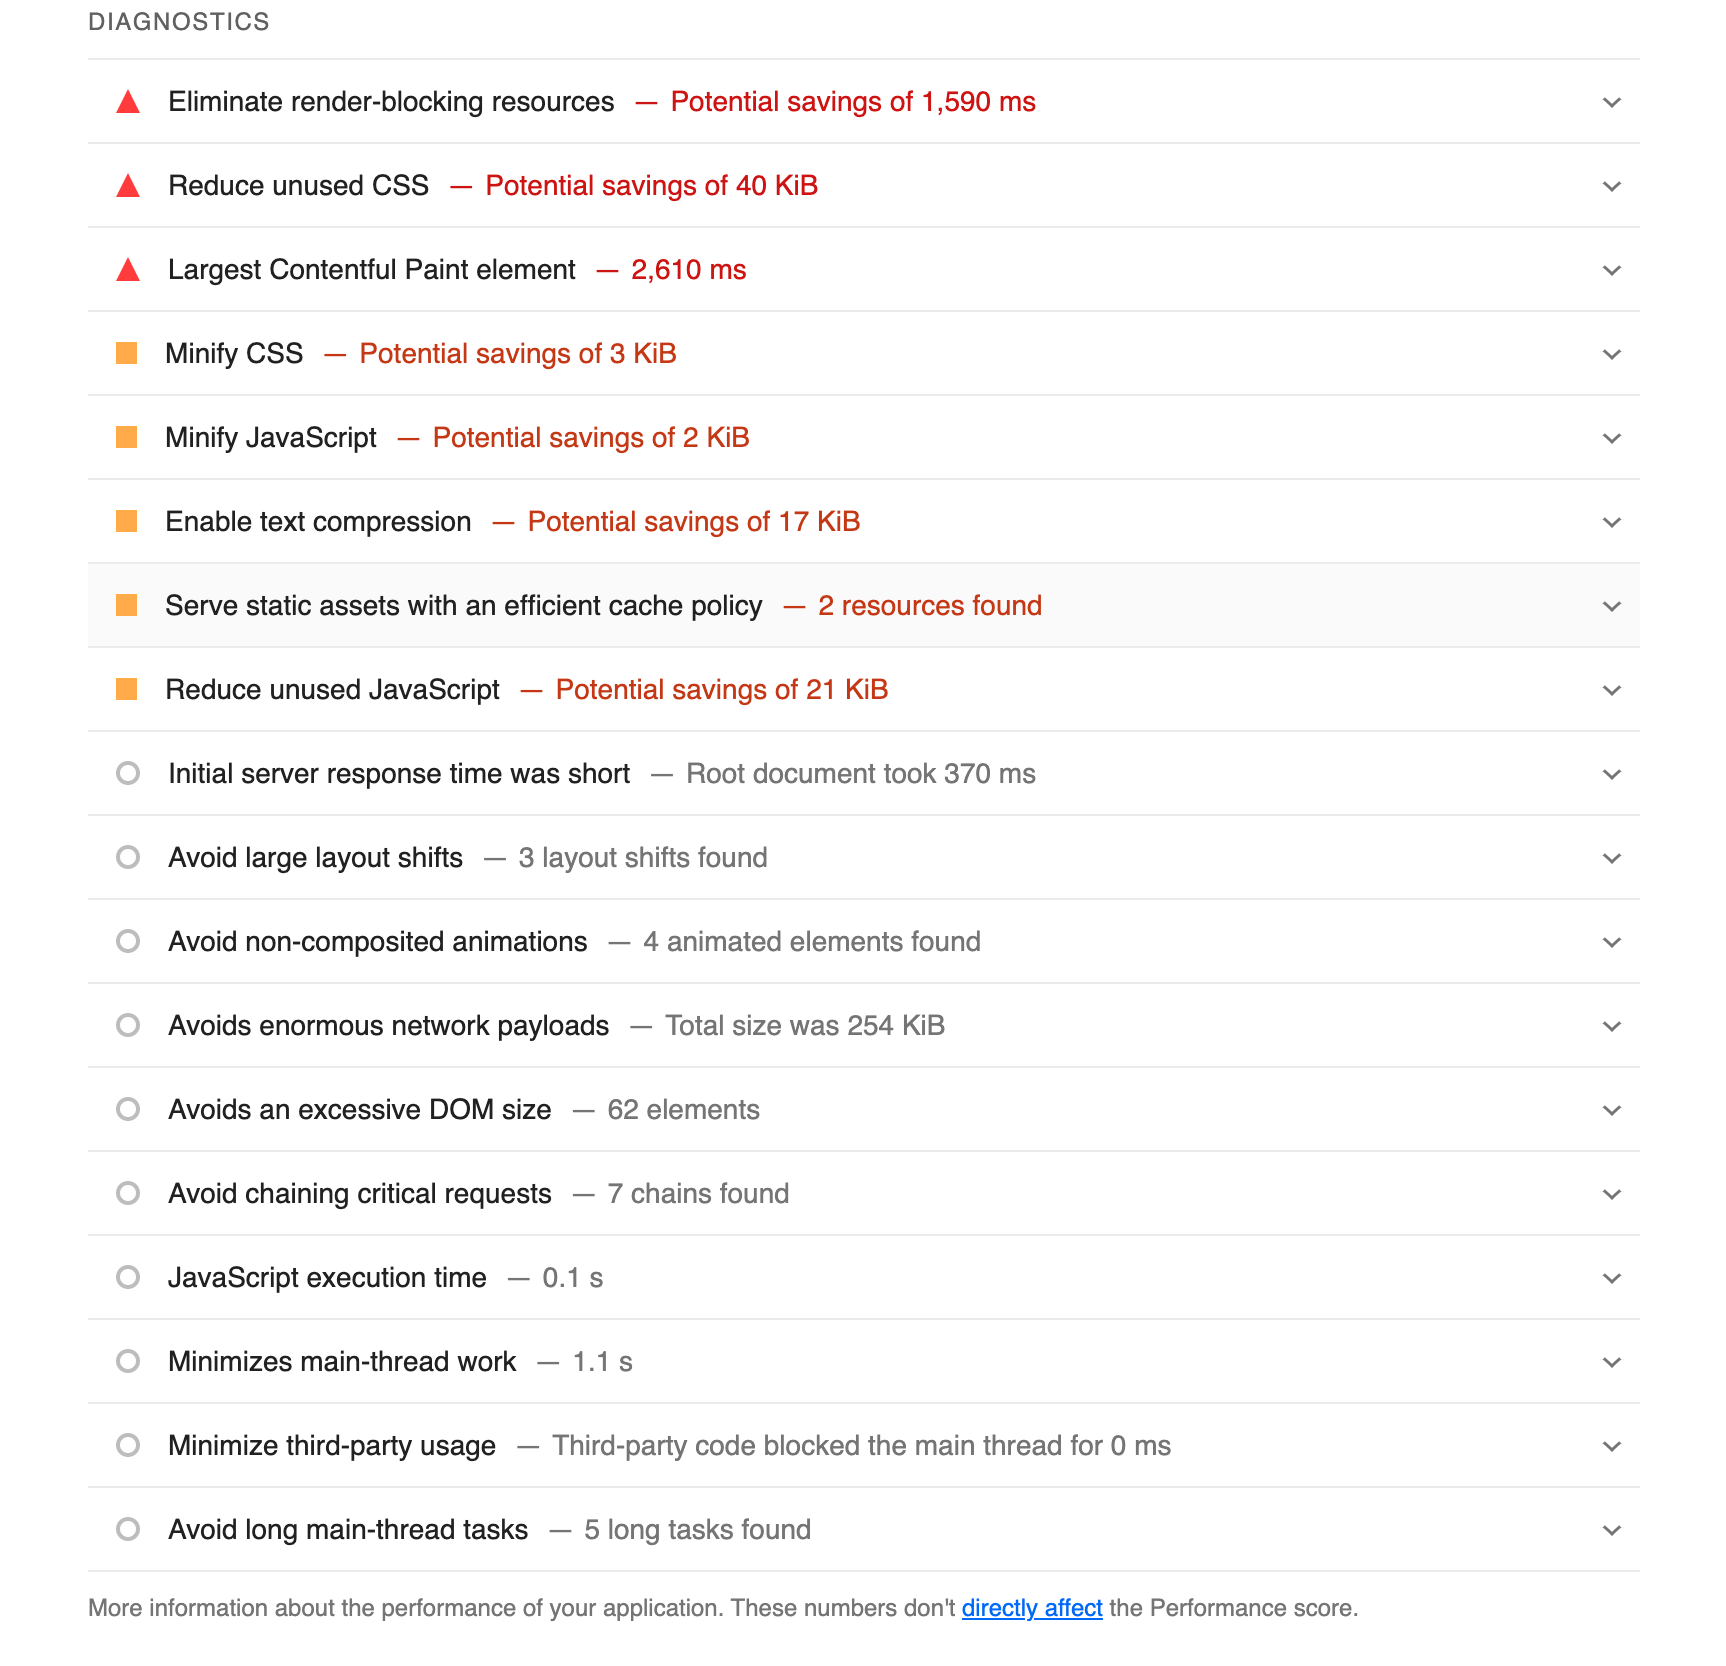 DIAGNOSTICS
Eliminate render-blocking resources — Potential savings of 1,590 ms
Reduce unused CSS — Potential savings of 40 KiB
Largest Contentful Paint element — 2,610 ms
Minify CSS — Potential savings of 3 KiB
Minify JavaScript — Potential savings of 2 KiB
Enable text compression — Potential savings of 17 KiB
Serve static assets with an efficient cache policy — 2 resources found
Reduce unused JavaScript — Potential savings of 21 KiB
Initial server response time was short — Root document took 370 ms
Avoid large layout shifts — 3 layout shifts found
Avoid non-composited animations — 4 animated elements found
Avoids enormous network payloads — Total size was 254 KiB
Avoids an excessive DOM size — 62 elements
Avoid chaining critical requests — 7 chains found
JavaScript execution time — 0.1 s
Minimizes main-thread work — 1.1 s
Minimize third-party usage — Third-party code blocked the main thread for 0 ms
Avoid long main-thread tasks — 5 long tasks found
More information about the performance of your application. These numbers don't directly affect the Performance score.